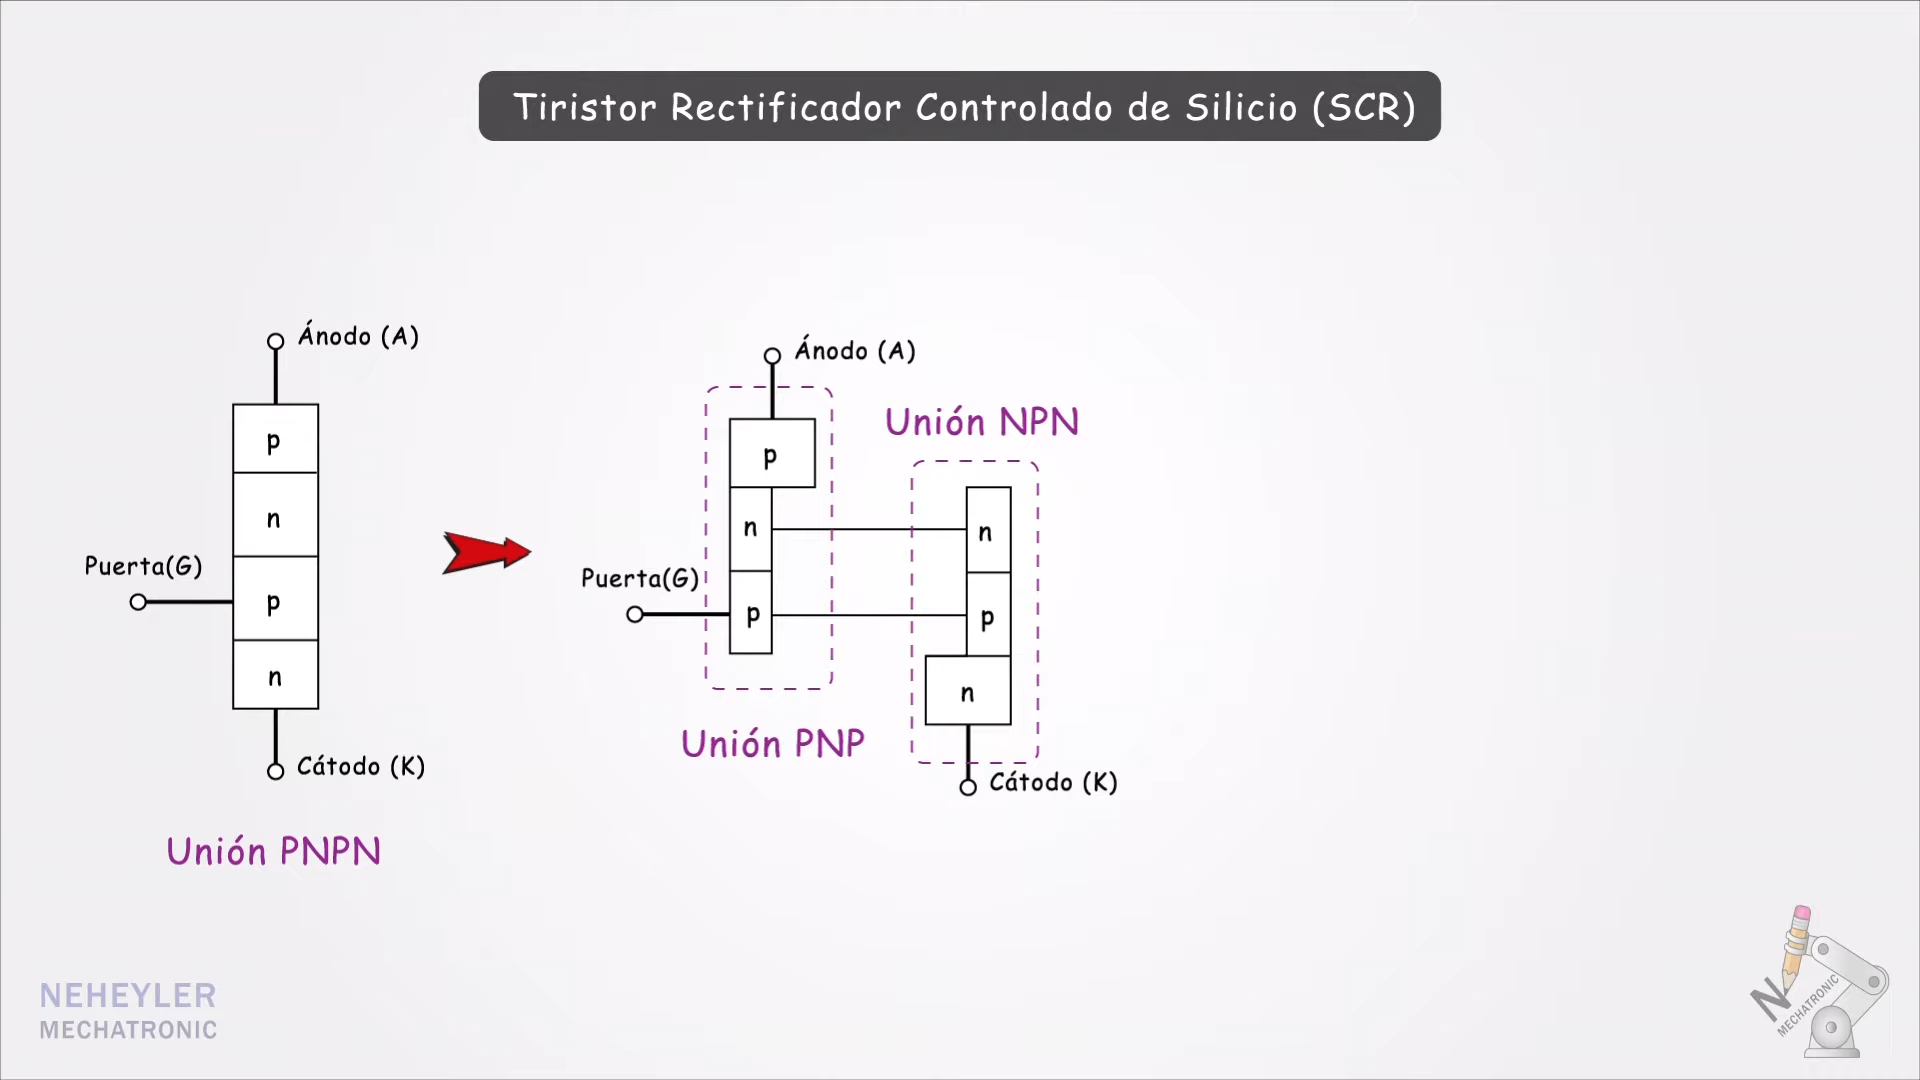 Tiristor Rectificador Controlado de Silicio (SCR)
Ánodo (A)
p
n
Puerta(G)
p
n
Cátodo (K)
Unión PNPN
Ánodo (A)
Unión NPN
p
n
n
Puerta(G)
p
p
n
Unión PNP
Cátodo (K)
NEHEYLER
MECHATRONIC
N
MECHATRONIC